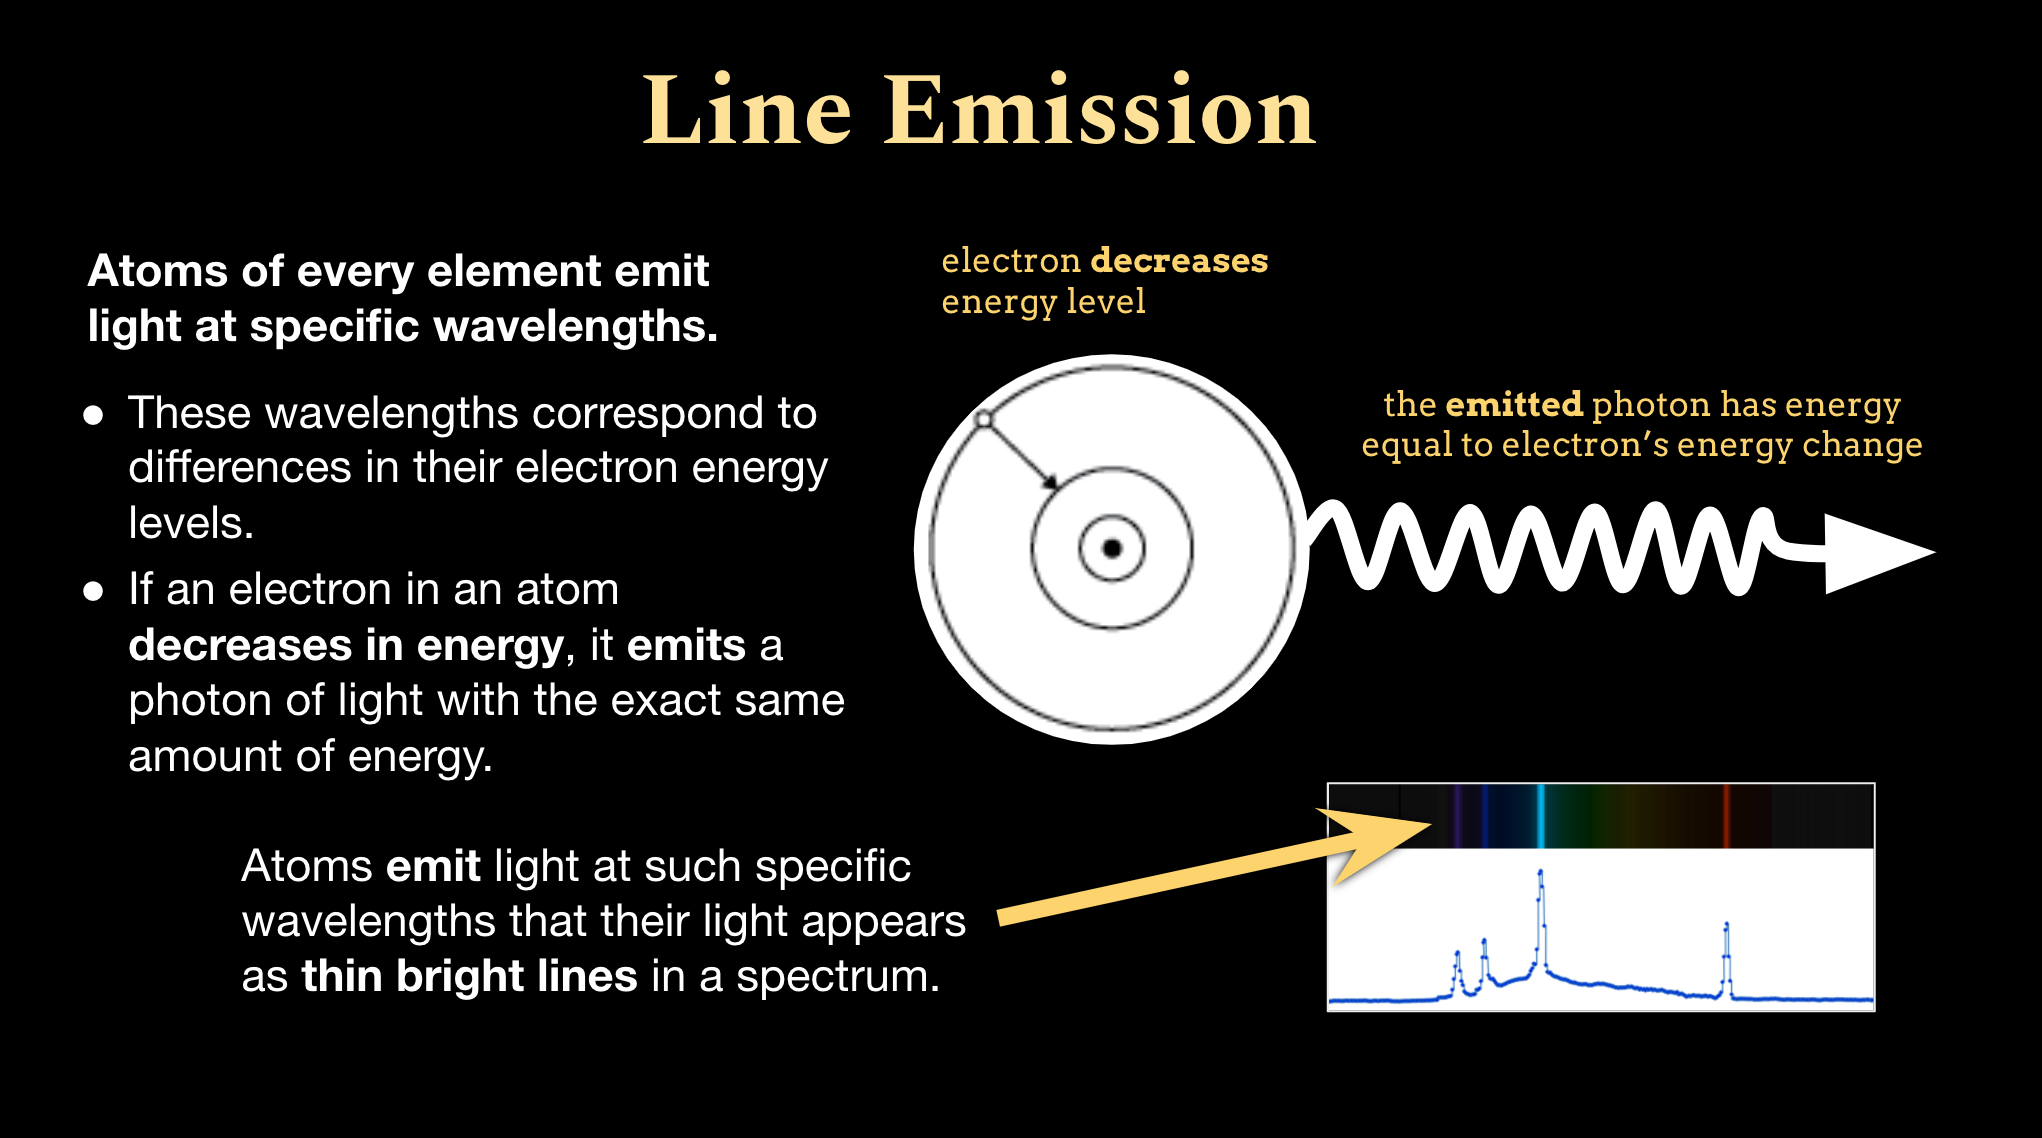 Line Emission
Atoms of every element emit
light at specific wavelengths.
● These wavelengths correspond to
differences in their electron energy
levels.
● If an electron in an atom
decreases in energy, it emits a
photon of light with the exact same
amount of energy.
electron decreases
energy level
the emitted photon has energy
equal to electron’s energy change
Atoms emit light at such specific
wavelengths that their light appears
as thin bright lines in a spectrum.